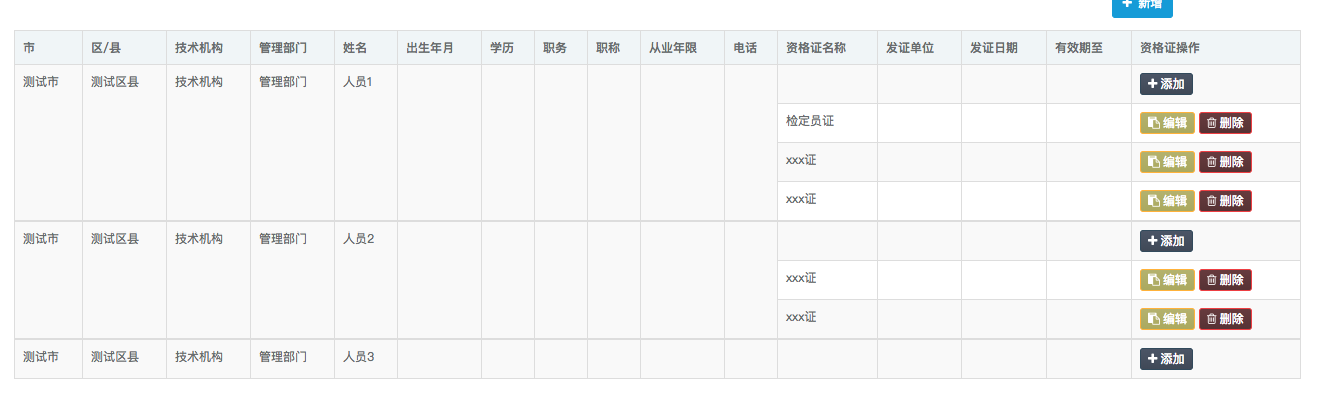 新增
市 区/县 技术机构 管理部门 姓名 出生年月 学历 职务 职称 从业年限 电话 资格证名称 发证单位 发证日期 有效期至 资格证操作
测试市 测试区县 技术机构 管理部门 人员1 添加
检定员证 编辑 删除
xxx证 编辑 删除
xxx证 编辑 删除
测试市 测试区县 技术机构 管理部门 人员2 添加
xxx证 编辑 删除
xxx证 编辑 删除
测试市 测试区县 技术机构 管理部门 人员3 添加